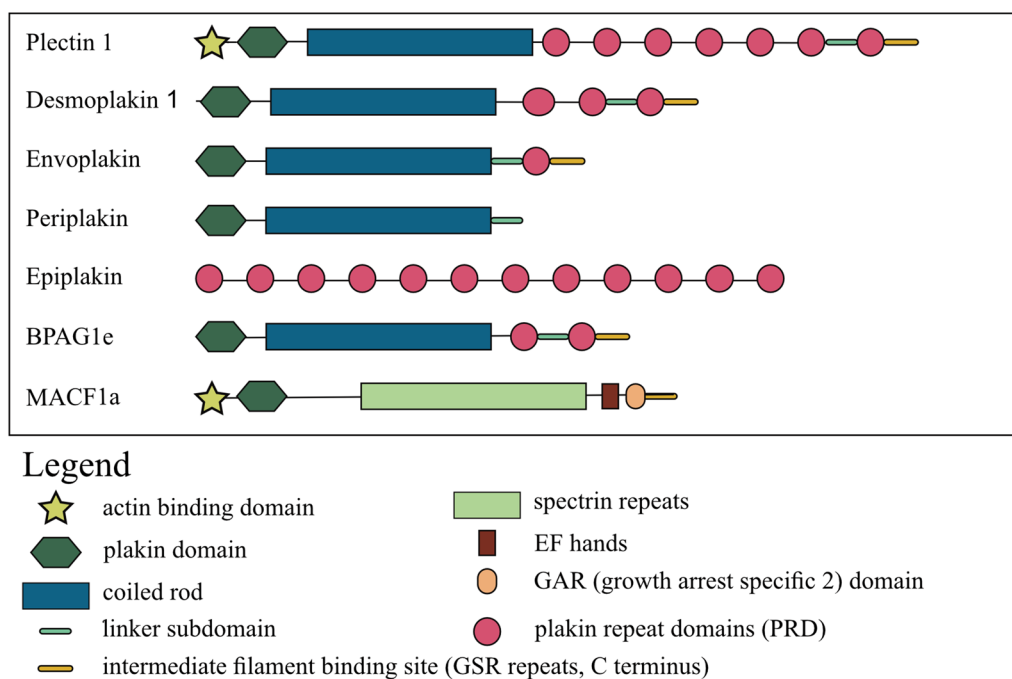 Plectin 1
Desmoplakin 1
Envoplakin
Periplakin
Epiplakin
BPAG1e
MACF1a
Legend
actin binding domain
plakin domain
coiled rod
linker subdomain
intermediate filament binding site (GSR repeats, C terminus)
spectrin repeats
EF hands
GAR (growth arrest specific 2) domain
plakin repeat domains (PRD)